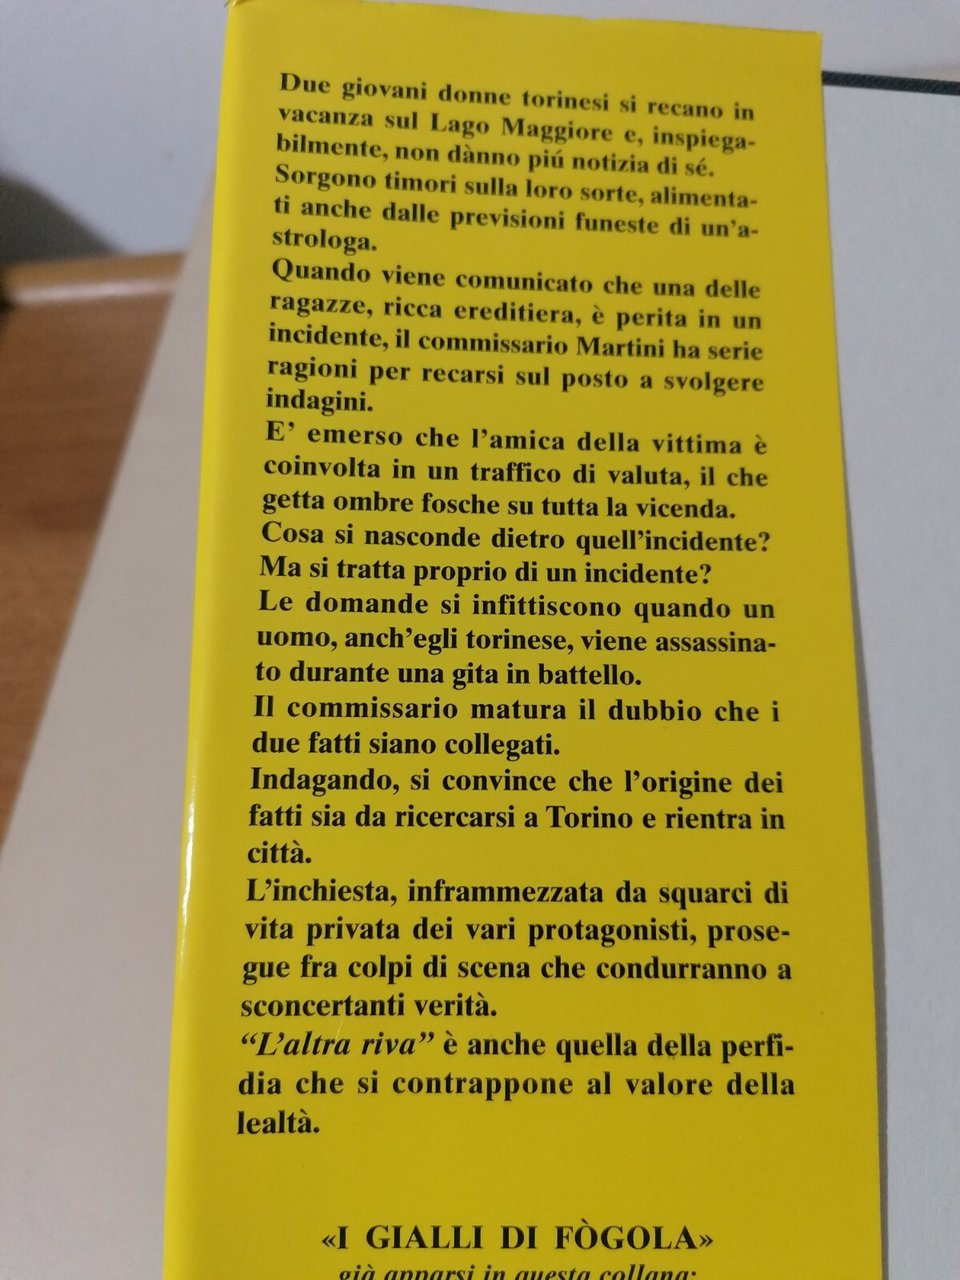 Due giovani donne torinesi si recano in
vacanza sul Lago Maggiore e, inspiega-
bilmente, non dànno piú notizia di sé.
Sorgono timori sulla loro sorte, alimenta-
ti anche dalle previsioni funeste di un'a-
strologa.
Quando viene comunicato che una delle
ragazze, ricca ereditiera, è perita in un
incidente, il commissario Martini ha serie
ragioni per recarsi sul posto a svolgere
indagini.
E' emerso che l'amica della vittima è
coinvolta in un traffico di valuta, il che
getta ombre fosche su tutta la vicenda.
Cosa si nasconde dietro quell'incidente?
Ma si tratta proprio di un incidente?
Le domande si infittiscono quando un
uomo, anch'egli torinese, viene assassina-
to durante una gita in battello.
Il commissario matura il dubbio che i
due fatti siano collegati.
Indagando, si convince che l'origine dei
fatti sia da ricercarsi a Torino e rientra in
città.
L'inchiesta, inframmezzata da squarci di
vita privata dei vari protagonisti, prose-
gue fra colpi di scena che condurranno a
sconcertanti verità.
“L'altra riva” è anche quella della perfi-
dia che si contrappone al valore della
lealtà.
«I GIALLI DI FÒGOLA»
già apparsi in questa collana: